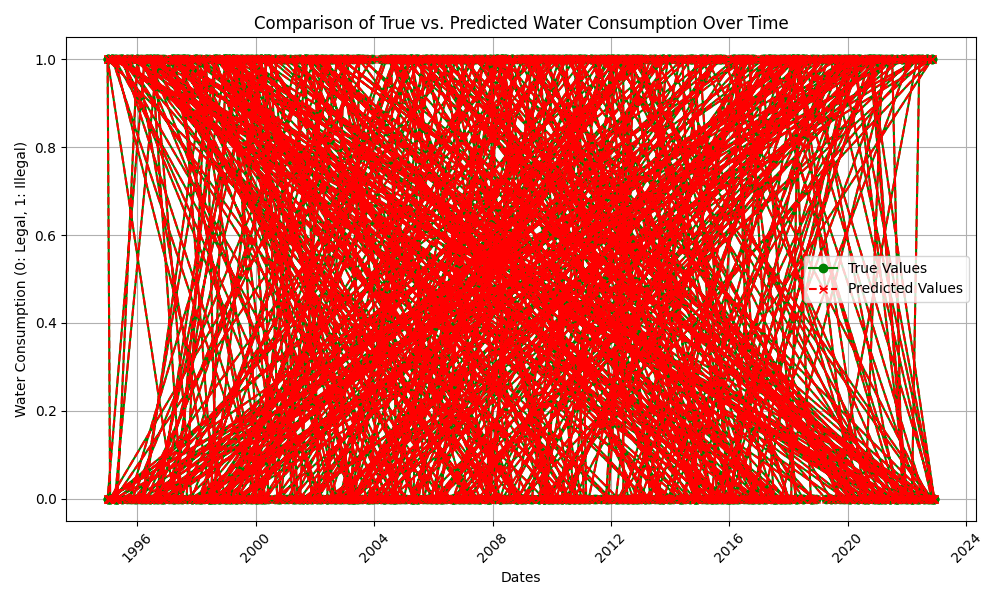 Comparison of True vs. Predicted Water Consumption Over Time
Water Consumption (0: Legal, 1: Illegal)
1.0
0.8
0.6
0.4
0.2
0.0
True Values
Predicted Values
1996
2000
2004
2008
2012
2016
2020
2024
Dates